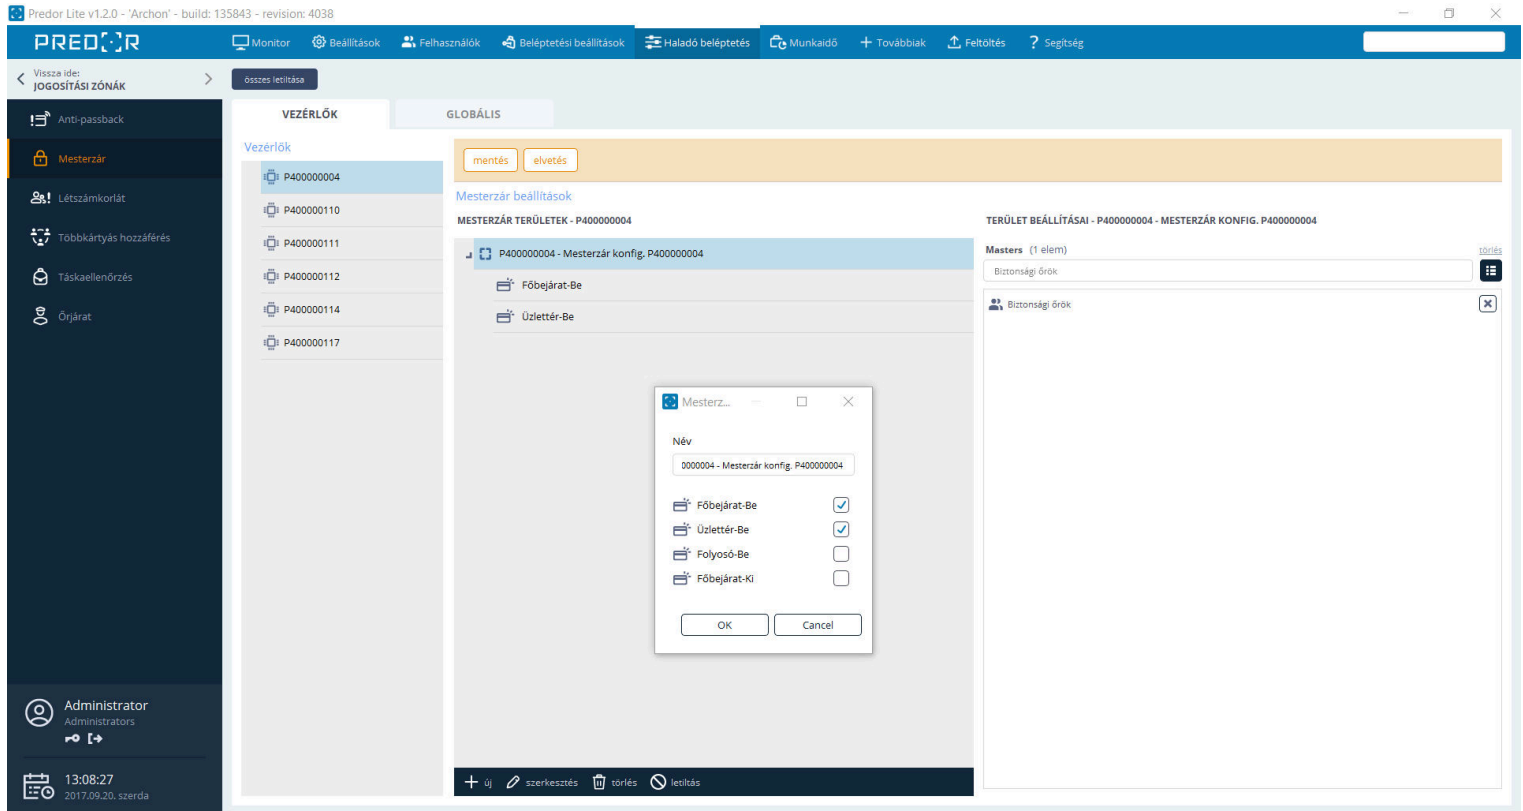 Predor Lite v1.2.0 - 'Archon' - build: 135843 - revision: 4038
PREDOR
Monitor
Beállítások
Felhasználók
Beléptetési beállítások
Haladó beléptetés
Munkaidő
Továbbiak
Feltöltés
Segítség
Vissza ide:
JOGOSÍTÁSI ZÓNÁK
összes letiltása
Anti-passback
Mesterzár
Létszámkorlát
Többkártyás hozzáférés
Táskaellenőrzés
Őrjárat
VEZÉRLŐK
GLOBÁLIS
Vezérlők
P400000004
P400000110
P400000111
P400000112
P400000114
P400000117
mentés
elvetés
Mesterzár beállítások
MESTERZÁR TERÜLETEK - P400000004
P400000004 - Mesterzár konfig. P400000004
Főbejárat-Be
Üzlettér-Be
TERÜLET BEÁLLÍTÁSAI - P400000004 - MESTERZÁR KONFIG. P400000004
Masters (1 elem)
törlés
Biztonsági őrök
Biztonsági őrök
Mesterz...
Név
0000004 - Mesterzár konfig. P400000004
Főbejárat-Be
Üzlettér-Be
Folyosó-Be
Főbejárat-Ki
OK
Cancel
új
szerkesztés
törlés
letiltás
Administrator
Administrators
13:08:27
2017.09.20. szerda